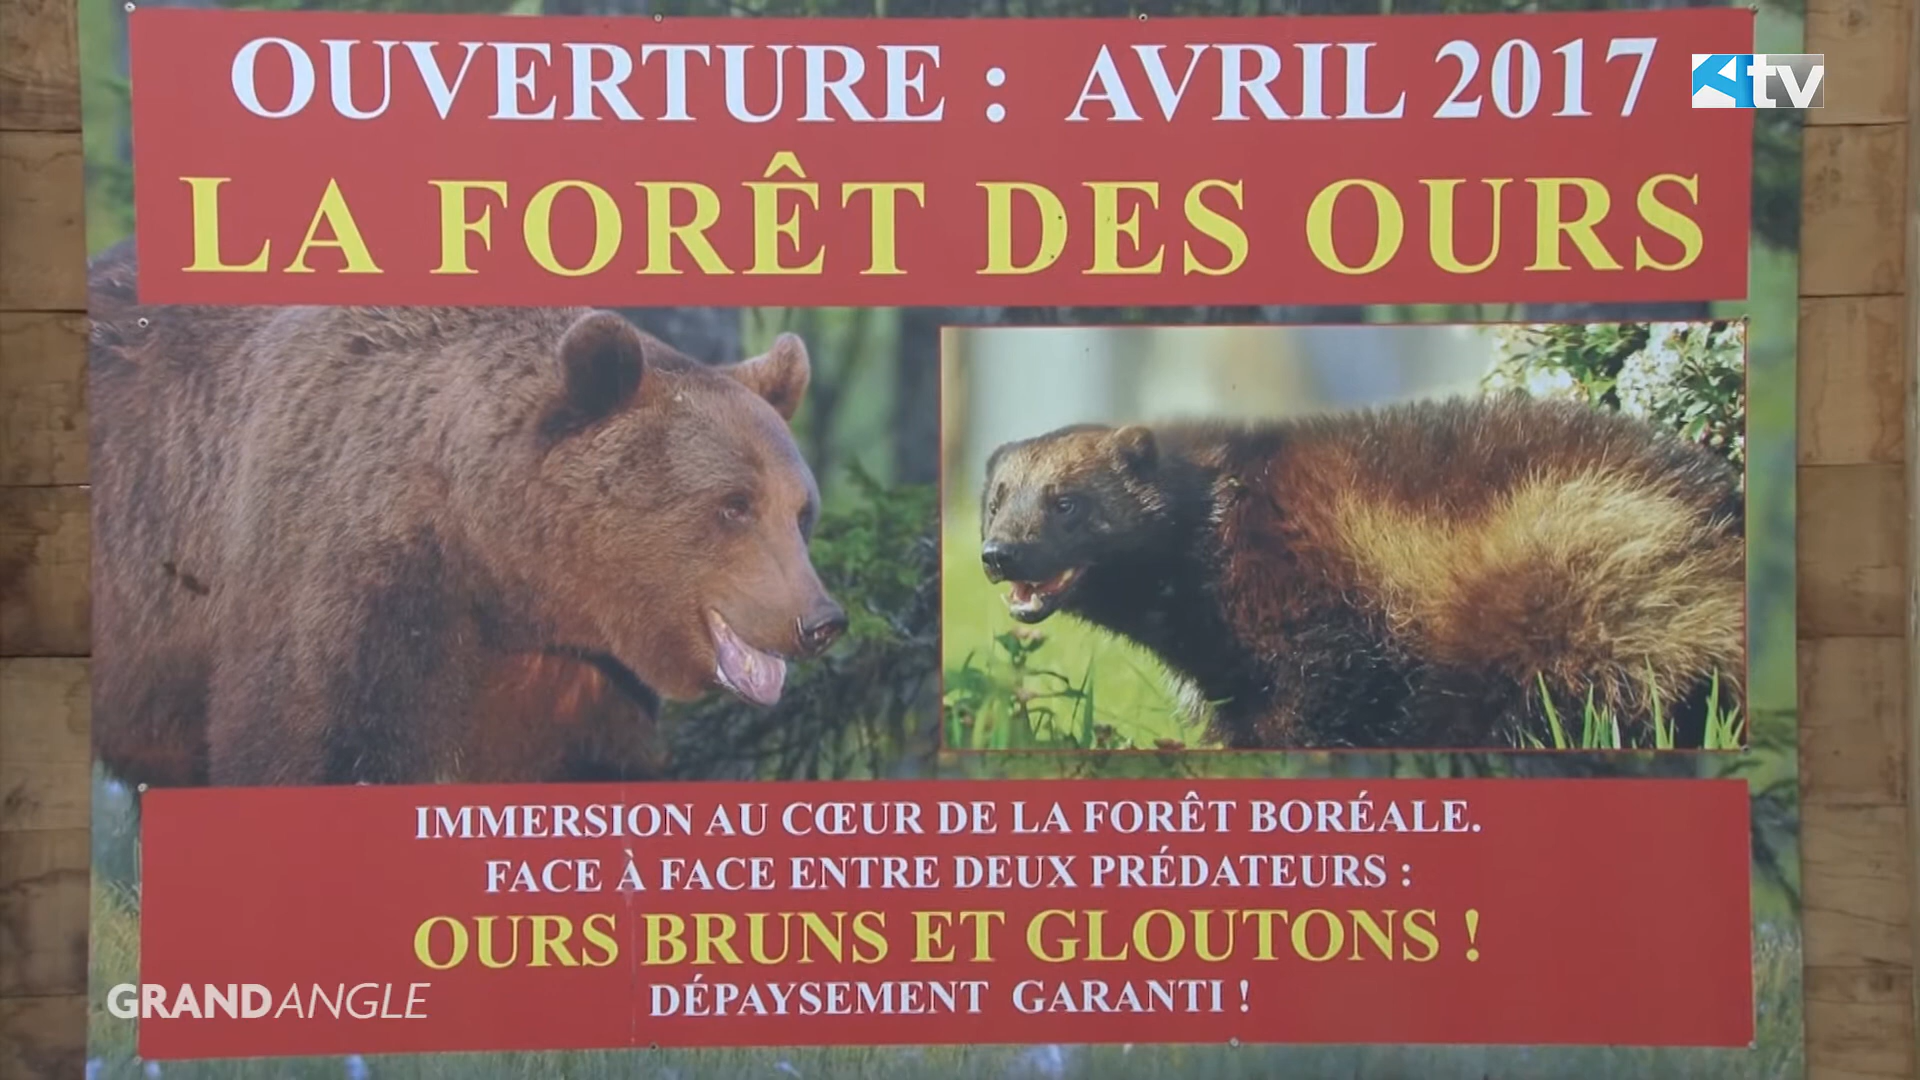 OUVERTURE : AVRIL 2017
tv
LA FORÊT DES OURS
IMMERSION AU CŒUR DE LA FORÊT BORÉALE.
FACE À FACE ENTRE DEUX PRÉDATEURS :
OURS BRUNS ET GLOUTONS !
DÉPAYSEMENT GARANTI !
GRANDANGLE